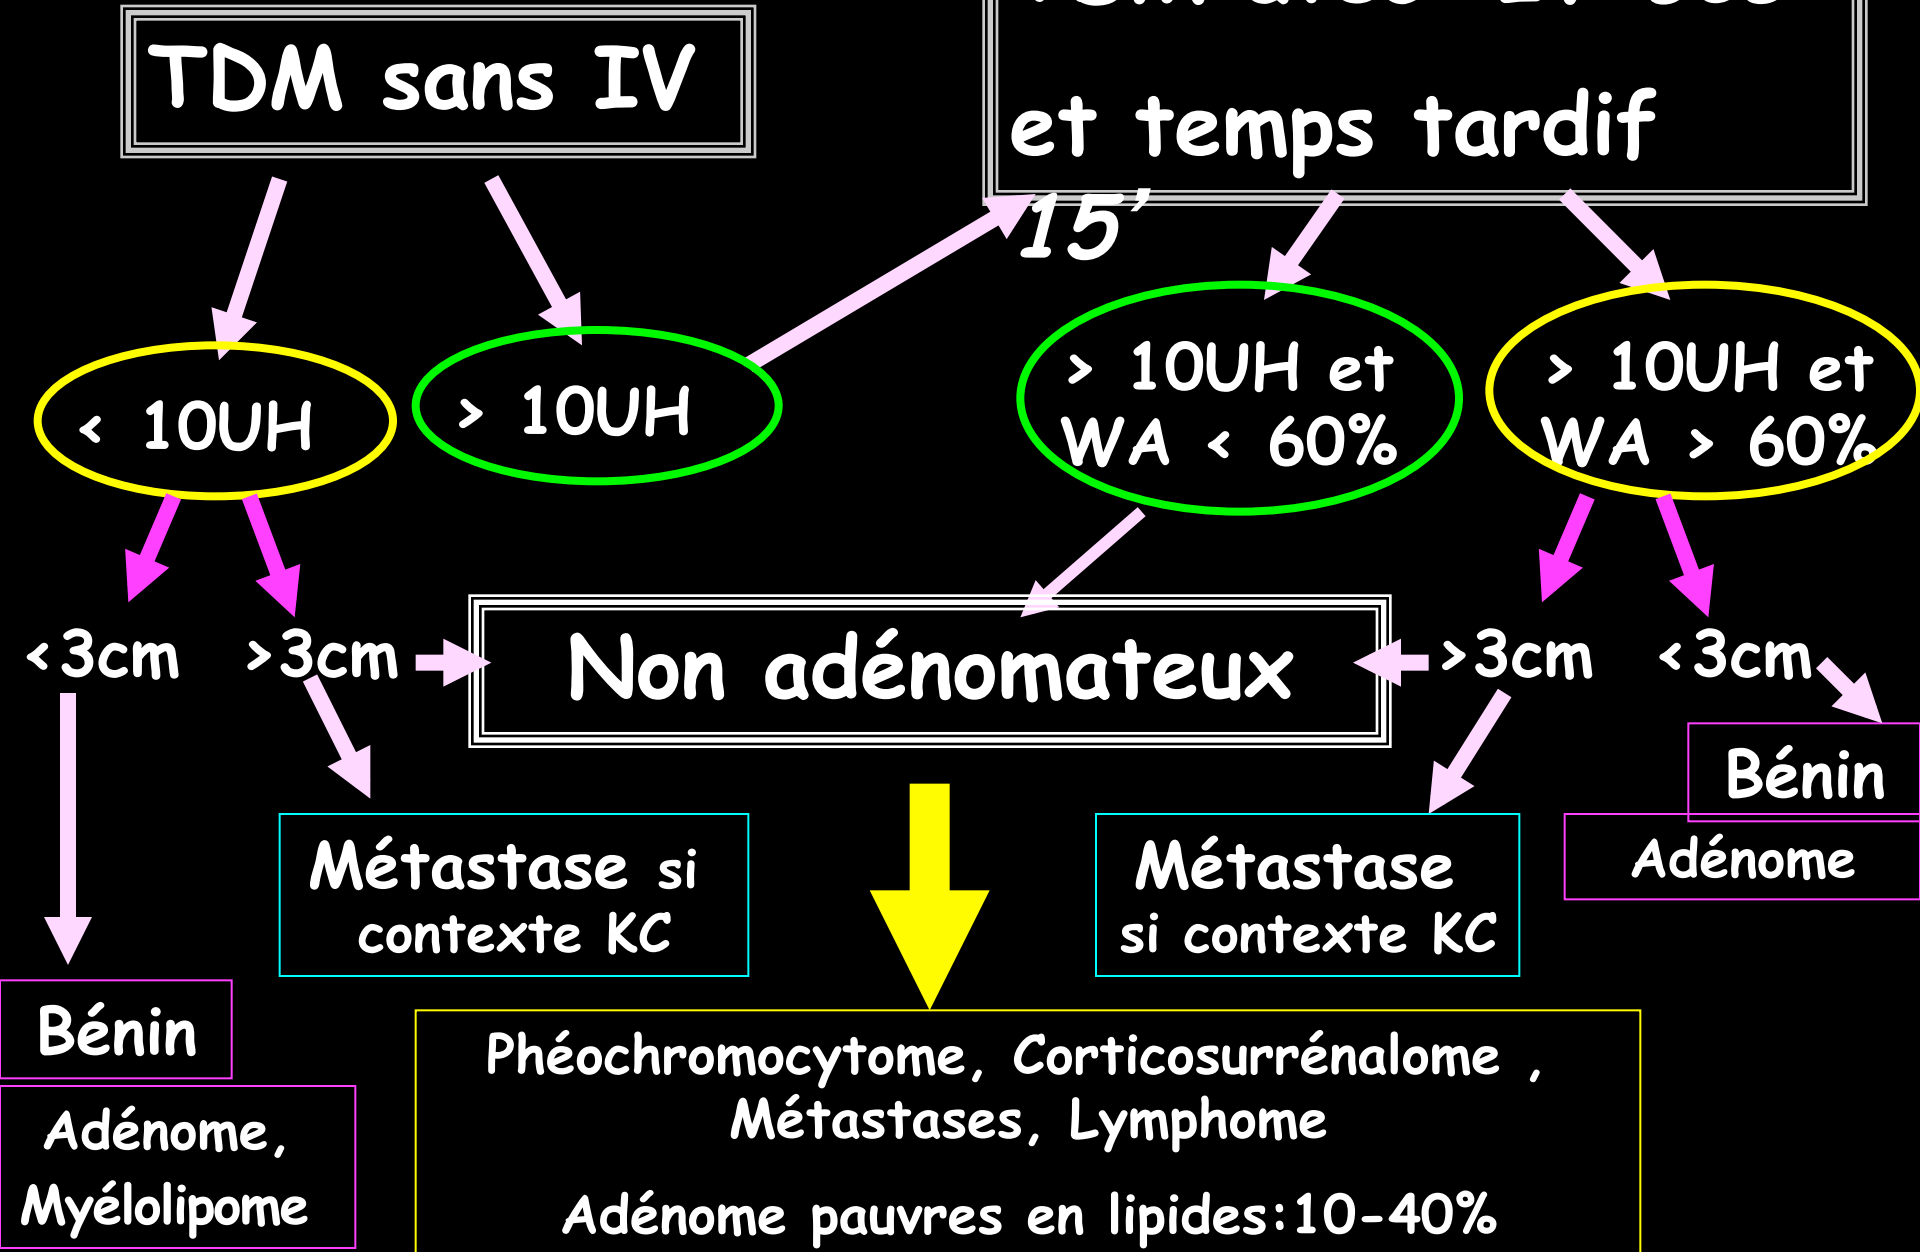 TDM sans IV
et temps tardif
15’
< 10UH
> 10UH
> 10UH et
WA < 60%
> 10UH et
WA > 60%
<3cm
>3cm
Non adénomateux
>3cm
<3cm
Bénin
Adénome
Métastase si
contexte KC
Métastase
si contexte KC
Bénin
Adénome,
Myélolipome
Phéochromocytome, Corticosurrénalome ,
Métastases, Lymphome
Adénome pauvres en lipides:10-40%